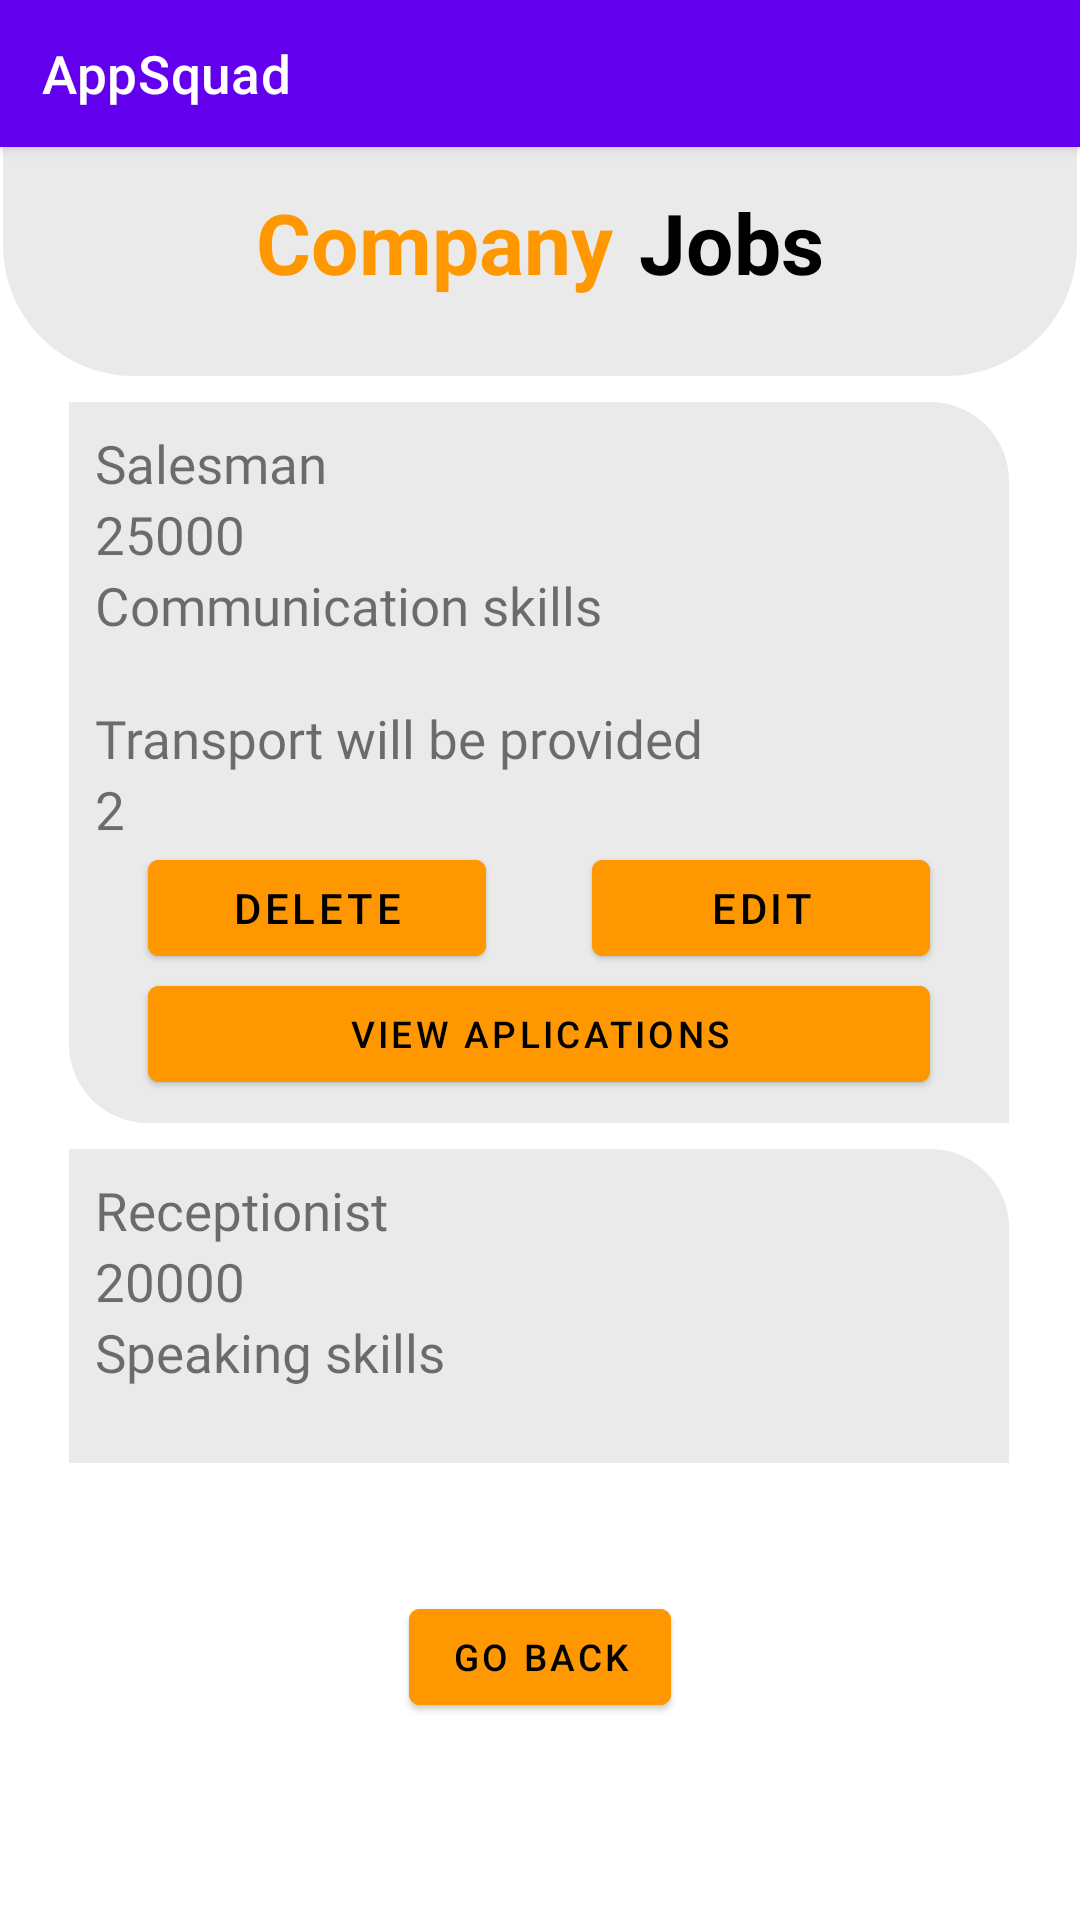 AppSquad
Company Jobs
Salesman
25000
Communication skills
Transport will be provided
2
DELETE
EDIT
VIEW APLICATIONS
Receptionist
20000
Speaking skills
GO BACK